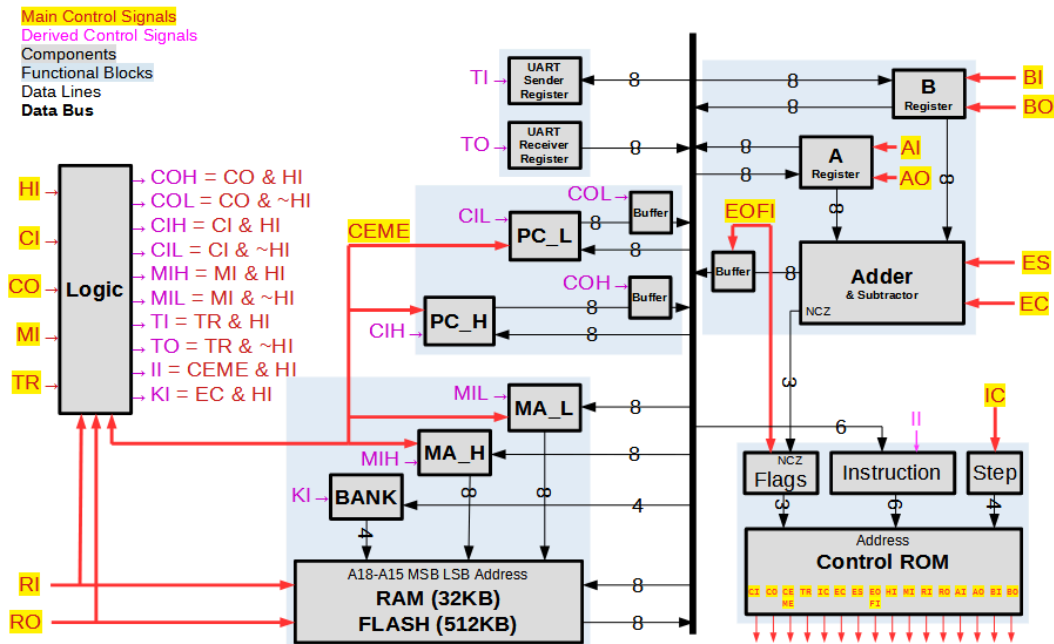 Main Control Signals
Derived Control Signals
Components
Functional Blocks
Data Lines
Data Bus
HI
CI
CO
MI
TR
Logic
COH = CO & HI
COL = CO & ~HI
CIH = CI & HI
CIL = CI & ~HI
MIH = MI & HI
MIL = MI & ~HI
TI = TR & HI
TO = TR & ~HI
II = CEME & HI
KI = EC & HI
RI
RO
CEME
TI
UART
Sender
Register
8
TO
UART
Receiver
Register
8
COL
Buffer
CIL
PC_L
8
8
COH
Buffer
CIH
PC_H
8
8
MIL
MA_L
8
MIH
MA_H
8
KI
BANK
4
4
8
8
A18-A15 MSB LSB Address
RAM (32KB)
FLASH (512KB)
8
8
8
8
B
Register
BI
BO
8
8
A
Register
AI
AO
8
8
EOFI
Buffer
8
Adder
& Subtractor
NCZ
ES
EC
3
6
II
IC
NCZ
Flags
Instruction
Step
3
6
4
Address
Control ROM
CI CO CE ME TR IC EC ES EO FI HI MI RI RO AI AO BI BO